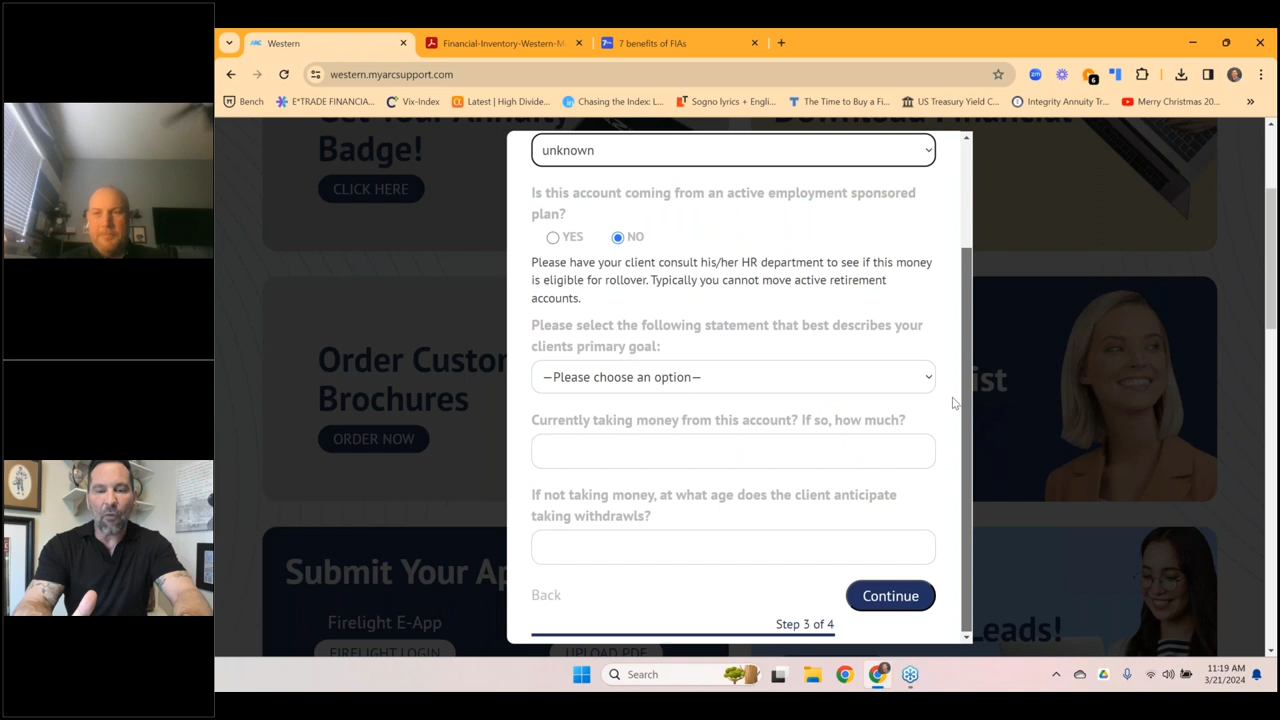 Western
Financial-Inventory-Western-M
7 benefits of FIAs
western.myarcsupport.com
6
Bench
E*TRADE FINANCIA...
Vix-Index
Latest | High Divide...
Chasing the Index: L...
Sogno lyrics + Engli...
The Time to Buy a Fi...
US Treasury Yield C...
Integrity Annuity Tr...
Merry Christmas 20...
Badge!
CLICK HERE
Download Financial
unknown
Is this account coming from an active employment sponsored
plan?
YES
NO
Please have your client consult his/her HR department to see if this money
is eligible for rollover. Typically you cannot move active retirement
accounts.
Please select the following statement that best describes your
clients primary goal:
—Please choose an option—
Currently taking money from this account? If so, how much?
If not taking money, at what age does the client anticipate
taking withdrawls?
Back
Continue
Step 3 of 4
Order Custo
Brochures
ORDER NOW
ist
Submit Your Ap
Firelight E-App
FIRELIGHT LOGIN
UPLOAD PDF
Leads!
Search
11:19 AM
3/21/2024